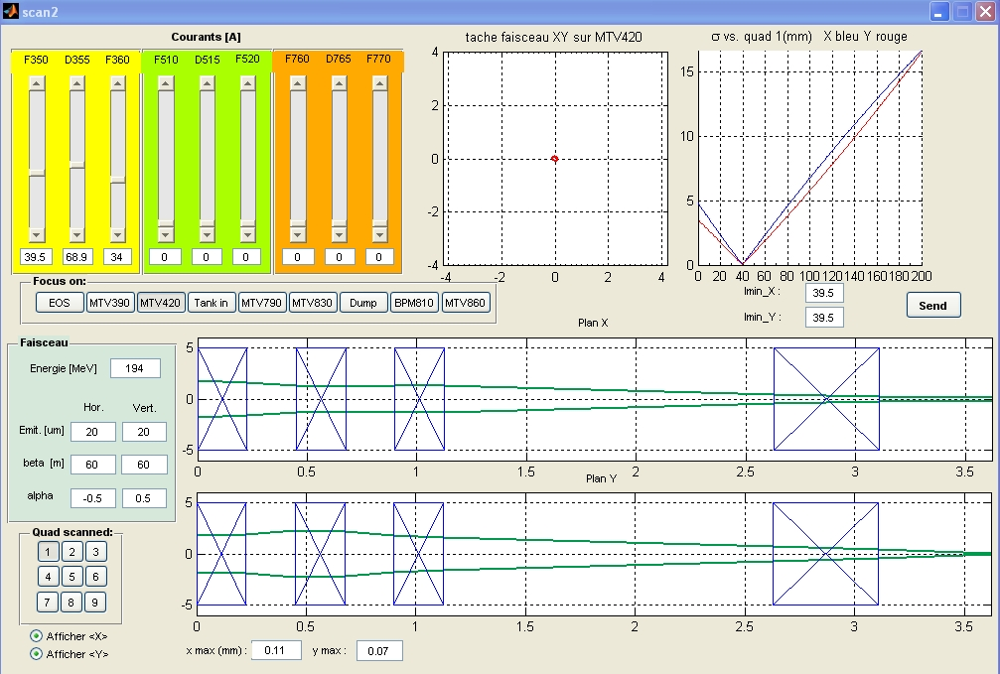 scan2
Courants [A]
F350 D355 F360 F510 D515 F520 F760 D765 F770
39.5 68.9 34 0 0 0 0 0 0
tache faisceau XY sur MTV420
4
2
0
-2
-4
-4 -2 0 2 4
σ vs. quad 1(mm) X bleu Y rouge
15
10
5
0
0 20 40 60 80 100 120 140 160 180 200
Imin_X : 39.5
Imin_Y : 39.5
Send
Focus on:
EOS MTV390 MTV420 Tank in MTV790 MTV830 Dump BPM810 MTV860
Faisceau
Energie [MeV] 194
Hor. Vert.
Emit. [um] 20 20
beta [m] 60 60
alpha -0.5 0.5
Quad scanned:
1 2 3
4 5 6
7 8 9
Afficher <X>
Afficher <Y>
Plan X
5
0
-5
0 0.5 1 1.5 2 2.5 3 3.5
Plan Y
5
0
-5
0 0.5 1 1.5 2 2.5 3 3.5
x max (mm) : 0.11 y max : 0.07